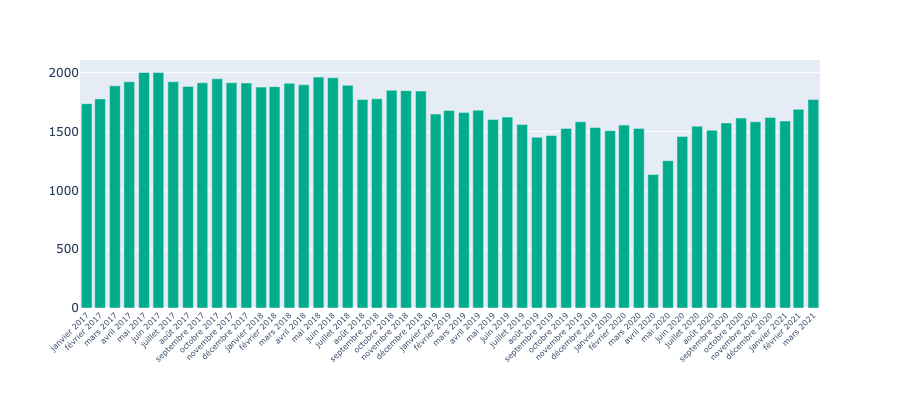 2000
1500
1000
500
0
janvier 2017
février 2017
mars 2017
avril 2017
mai 2017
juin 2017
juillet 2017
août 2017
septembre 2017
octobre 2017
novembre 2017
décembre 2017
janvier 2018
février 2018
mars 2018
avril 2018
mai 2018
juin 2018
juillet 2018
août 2018
septembre 2018
octobre 2018
novembre 2018
décembre 2018
janvier 2019
février 2019
mars 2019
avril 2019
mai 2019
juin 2019
juillet 2019
août 2019
septembre 2019
octobre 2019
novembre 2019
décembre 2019
janvier 2020
février 2020
mars 2020
avril 2020
mai 2020
juin 2020
juillet 2020
août 2020
septembre 2020
octobre 2020
novembre 2020
décembre 2020
janvier 2021
février 2021
mars 2021